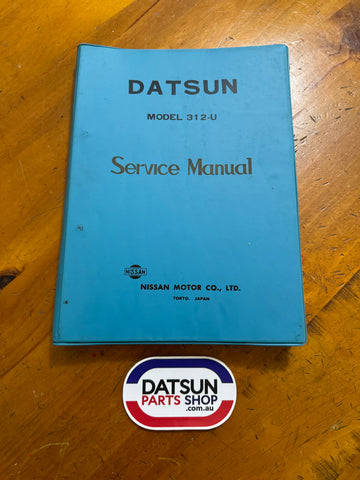 DATSUN
MODEL 312-U
Service Manual
NISSAN
NISSAN MOTOR CO., LTD.
TOKYO, JAPAN
DATSUN
PARTS SHOP
.com.au